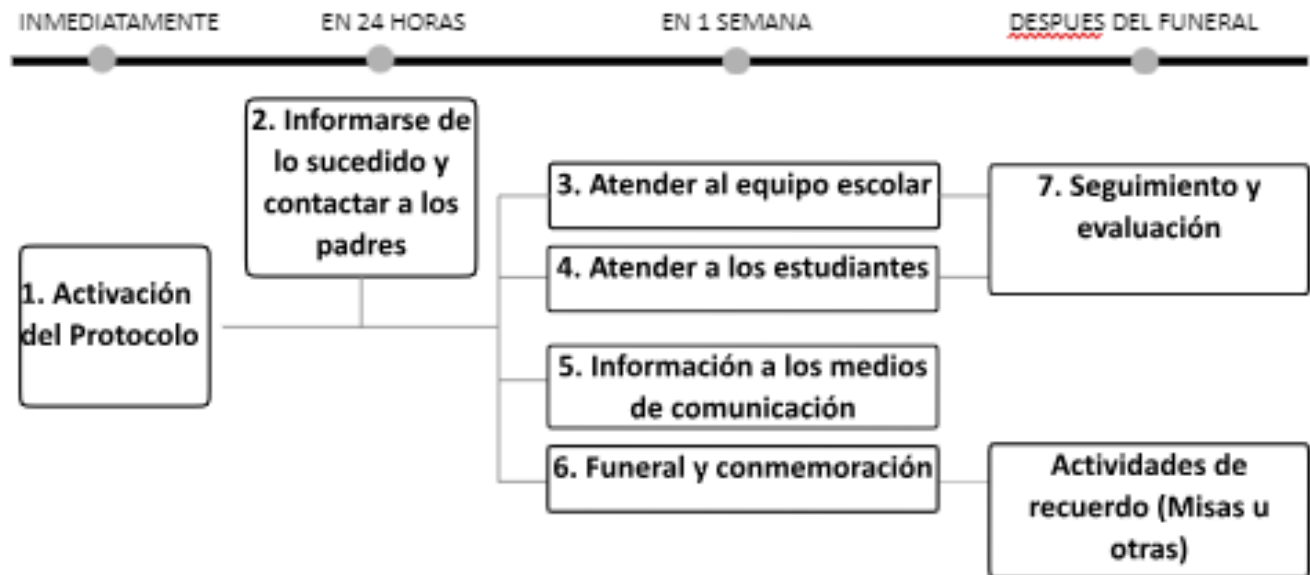 INMEDIATAMENTE
EN 24 HORAS
EN 1 SEMANA
DESPUES DEL FUNERAL
1. Activación
del Protocolo
2. Informarse de
lo sucedido y
contactar a los
padres
3. Atender al equipo escolar
4. Atender a los estudiantes
5. Información a los medios
de comunicación
6. Funeral y conmemoración
7. Seguimiento y
evaluación
Actividades de
recuerdo (Misas u
otras)